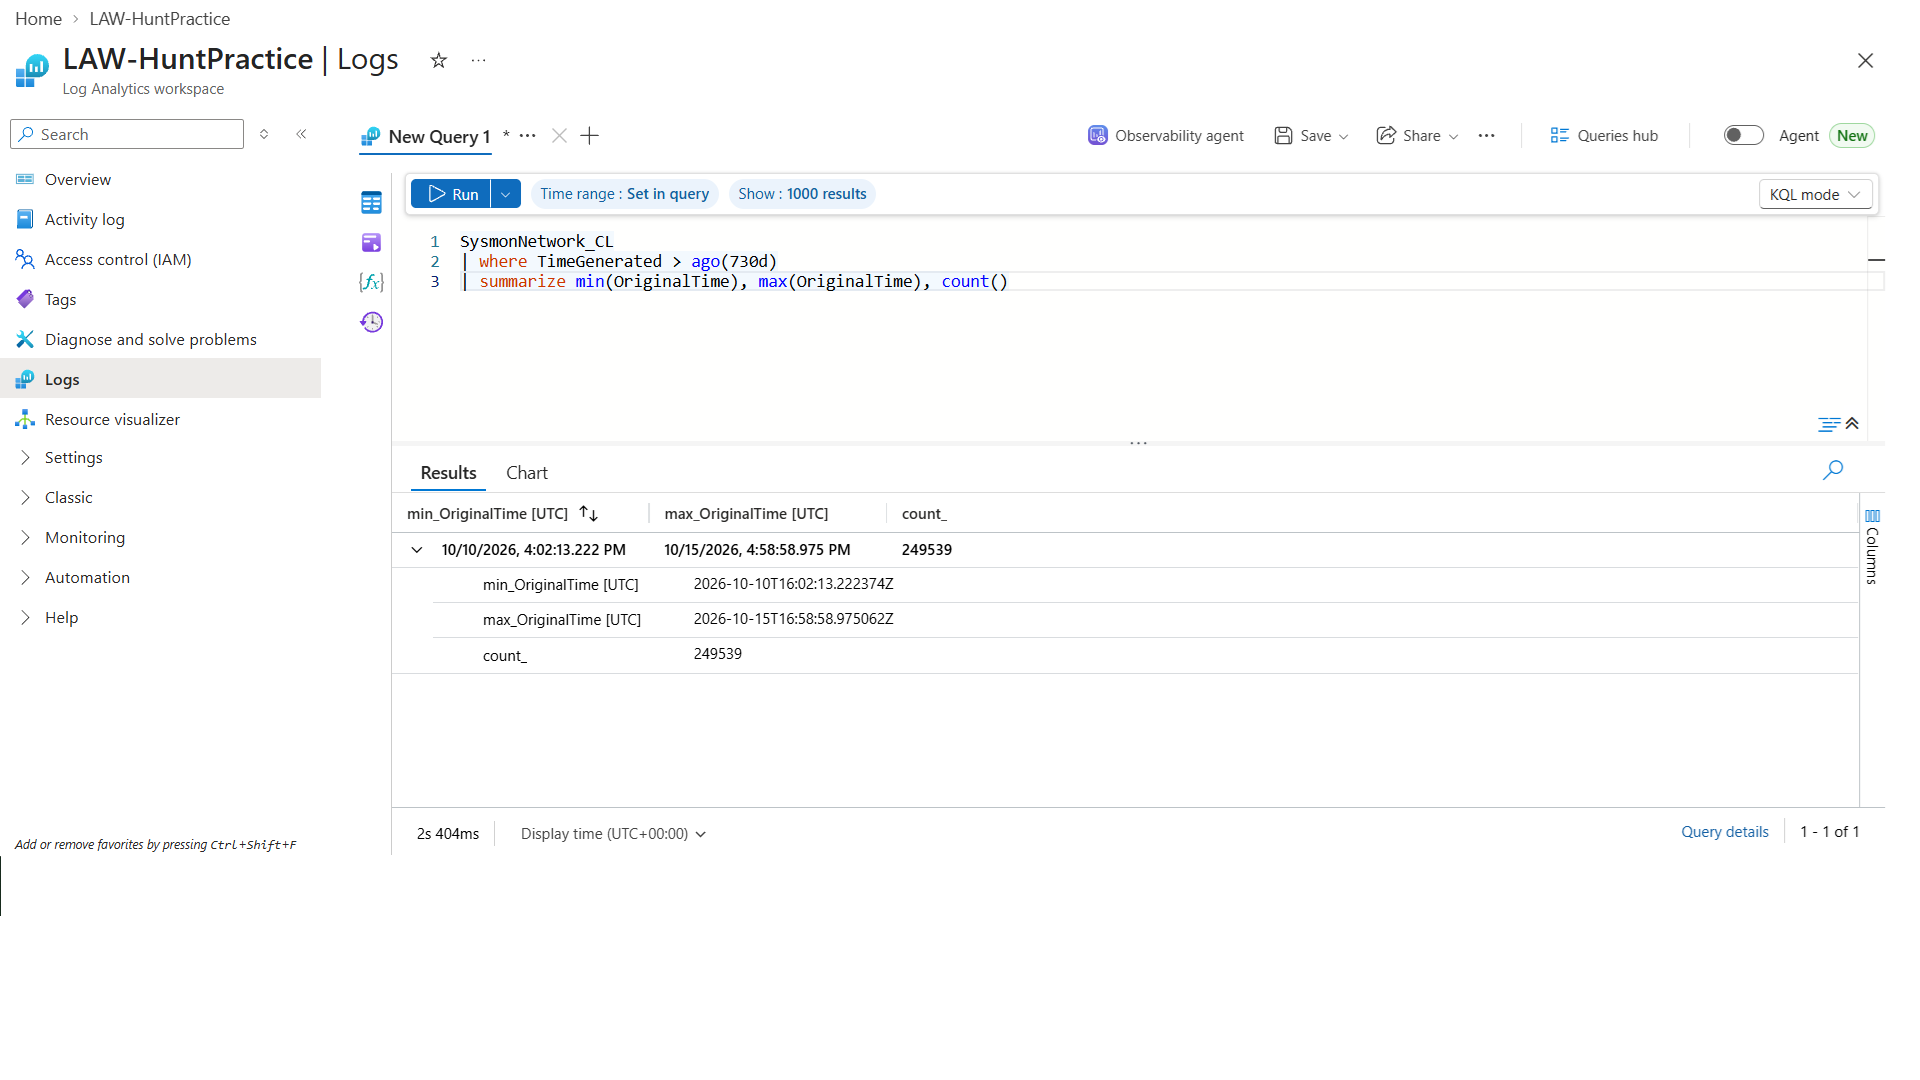 Home > LAW-HuntPractice
LAW-HuntPractice | Logs
Log Analytics workspace
Search
Overview
Activity log
Access control (IAM)
Tags
Diagnose and solve problems
Logs
Resource visualizer
Settings
Classic
Monitoring
Automation
Help
Add or remove favorites by pressing Ctrl+Shift+F
New Query 1 *
Observability agent
Save
Share
Queries hub
Agent
New
Run
Time range : Set in query
Show : 1000 results
KQL mode
{fx}
1 SysmonNetwork_CL
2 | where TimeGenerated > ago(730d)
3 | summarize min(OriginalTime), max(OriginalTime), count()
Results
Chart
min_OriginalTime [UTC] max_OriginalTime [UTC] count_
10/10/2026, 4:02:13.222 PM 10/15/2026, 4:58:58.975 PM 249539
min_OriginalTime [UTC] 2026-10-10T16:02:13.222374Z
max_OriginalTime [UTC] 2026-10-15T16:58:58.975062Z
count_ 249539
Columns
2s 404ms
Display time (UTC+00:00)
Query details
1 - 1 of 1